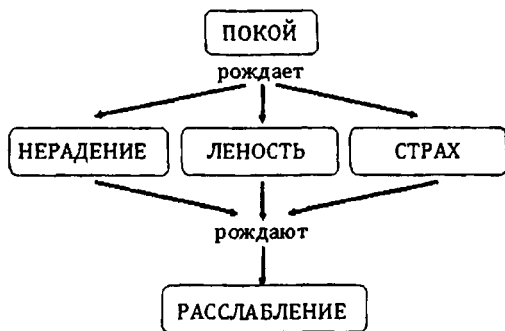 ПОКОЙ
рождает
НЕРАДЕНИЕ ЛЕНОСТЬ СТРАХ
рождают
РАССЛАБЛЕНИЕ